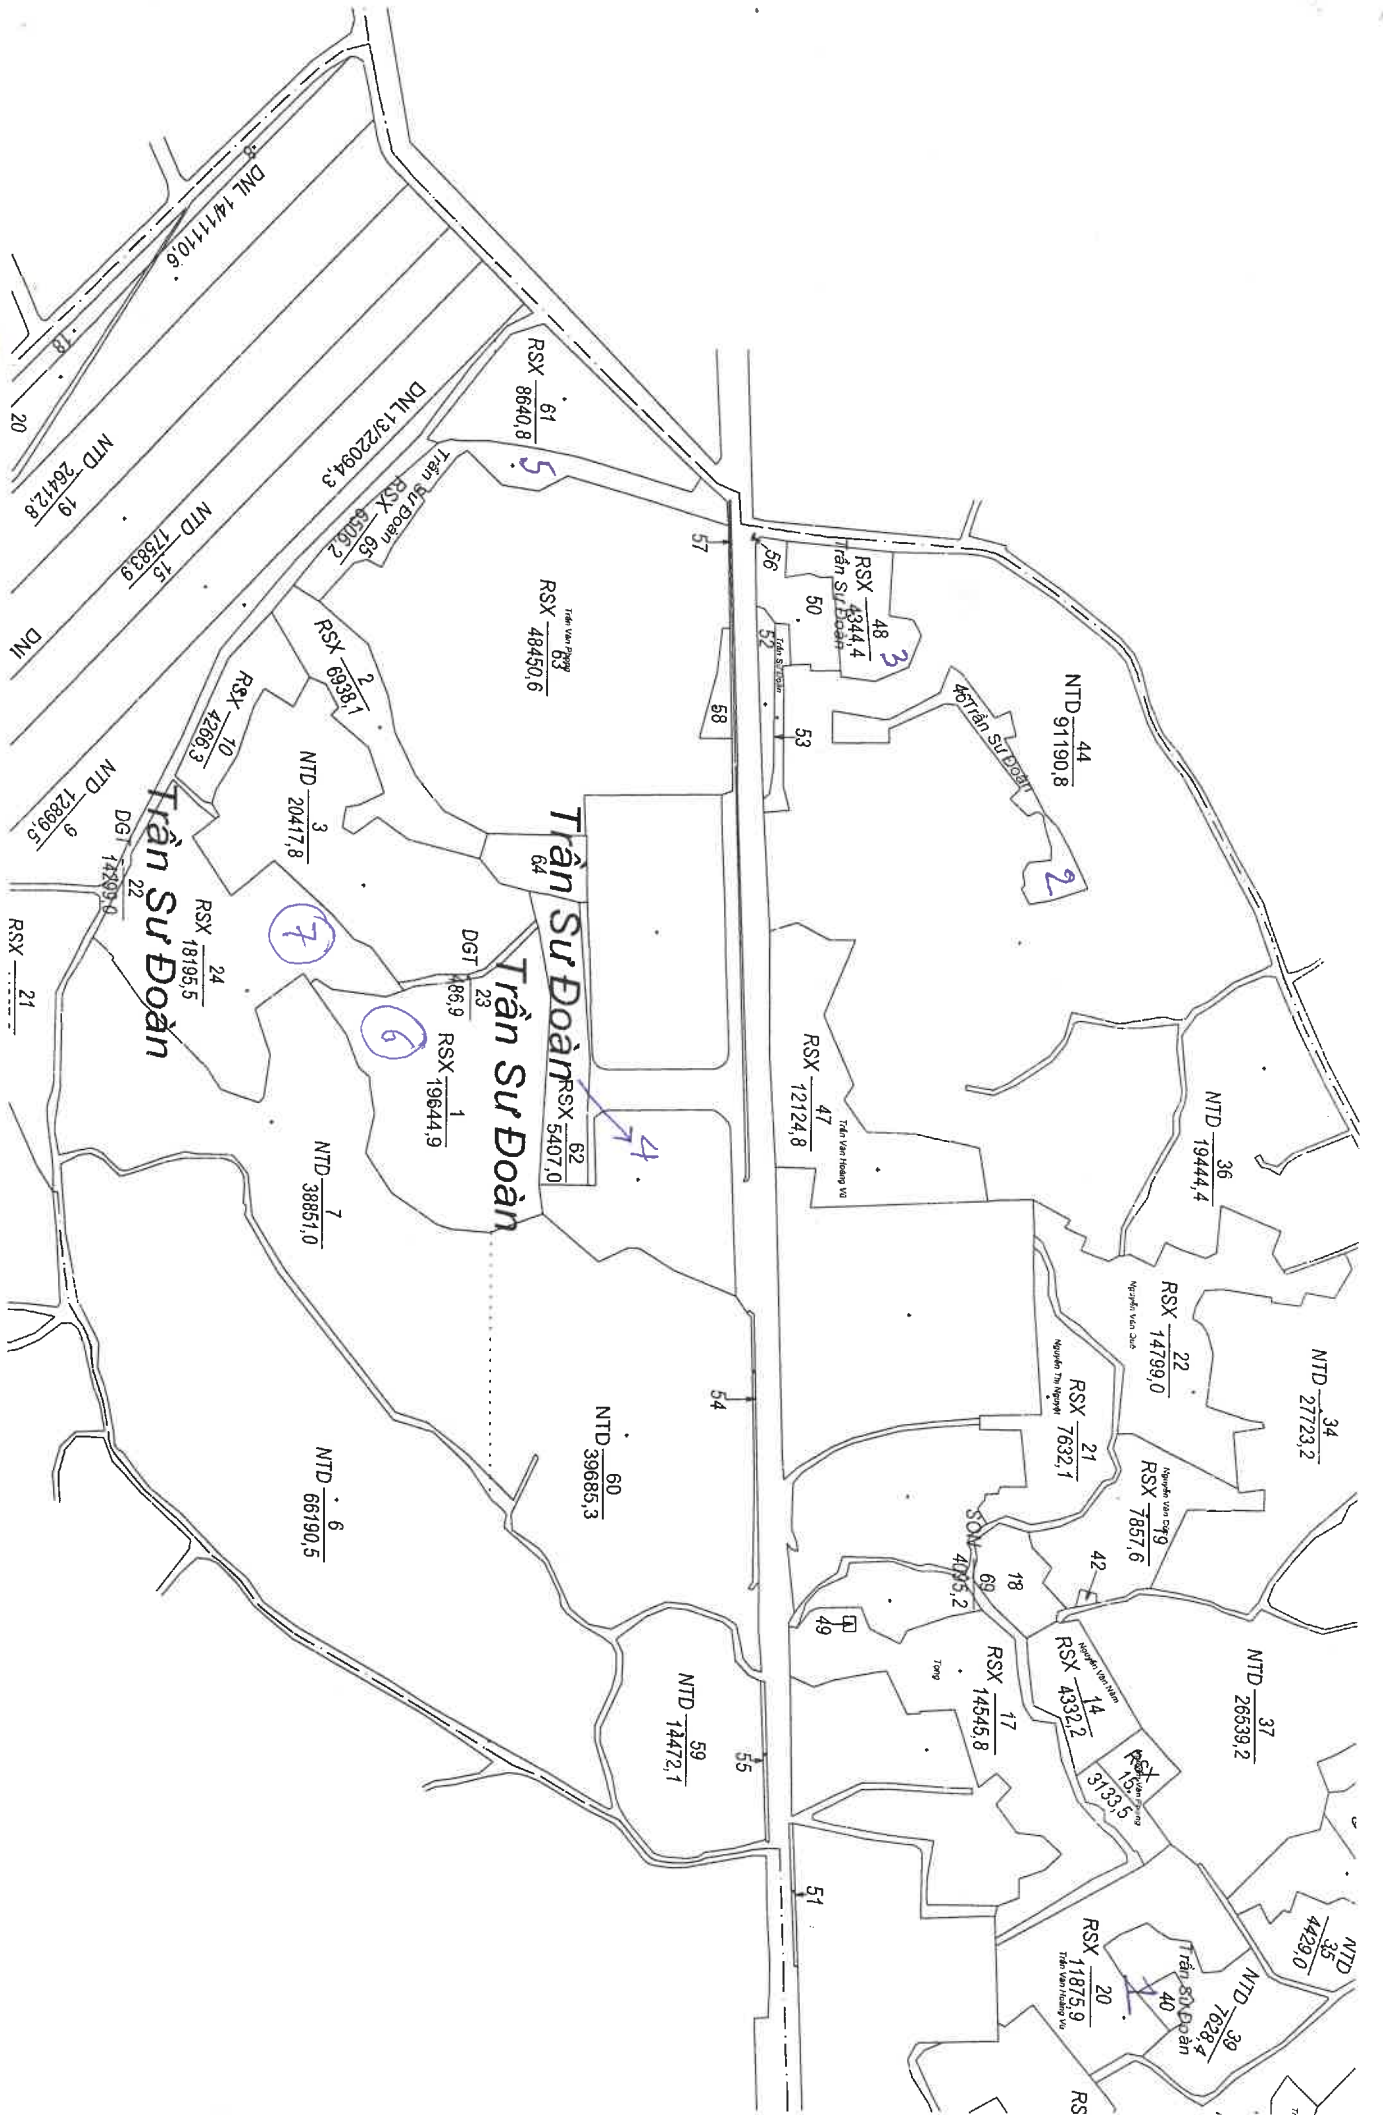 DNL 14/11110,6
8
18
20
NTD 19
26412,8
NTD 15
17583,9
DNL13/22094,3
NTD 9
12899,5
RSX 61
8640,8
5
Trần Sư Đoàn
RSX 65
6506,2
57
56
RSX 48
4344,4
Trần Sư Đoàn
3
50
52
Trần Sư Đoàn
53
58
46
Trần Sư Đoàn
2
NTD 44
91190,8
Trần Văn Phong
RSX 63
48450,6
RSX 2
6938,1
RSX 10
4266,3
NTD 3
20417,8
DGT 22
14299,0
Trần Sư Đoàn
RSX 24
18195,5
7
RSX 21
64
Trần Sư Đoàn
DGT 23
486,9
Trần Sư Đoàn
6
RSX 1
19644,9
RSX 62
5407,0
4
RSX 47
12124,8
Trần Văn Hoàng Vũ
NTD 36
19444,4
NTD 7
38851,0
RSX 22
14799,0
Nguyễn Văn Quê
NTD 34
27723,2
RSX 21
7632,1
Nguyễn Thị Nguyệt
54
NTD 60
39685,3
NTD 6
66190,5
RSX 19
7857,6
42
SON 69
4095,2
18
49
RSX 17
14545,8
Tong
Nguyễn Văn Năm
RSX 14
4332,2
RSX 15
3133,5
NTD 37
26539,2
NTD 59
14472,1
55
51
RSX 20
11875,9
Trần Văn Hoàng Vũ
1
40
Trần Sư Đoàn
NTD 39
7628,4
NTD 35
4429,0
RS